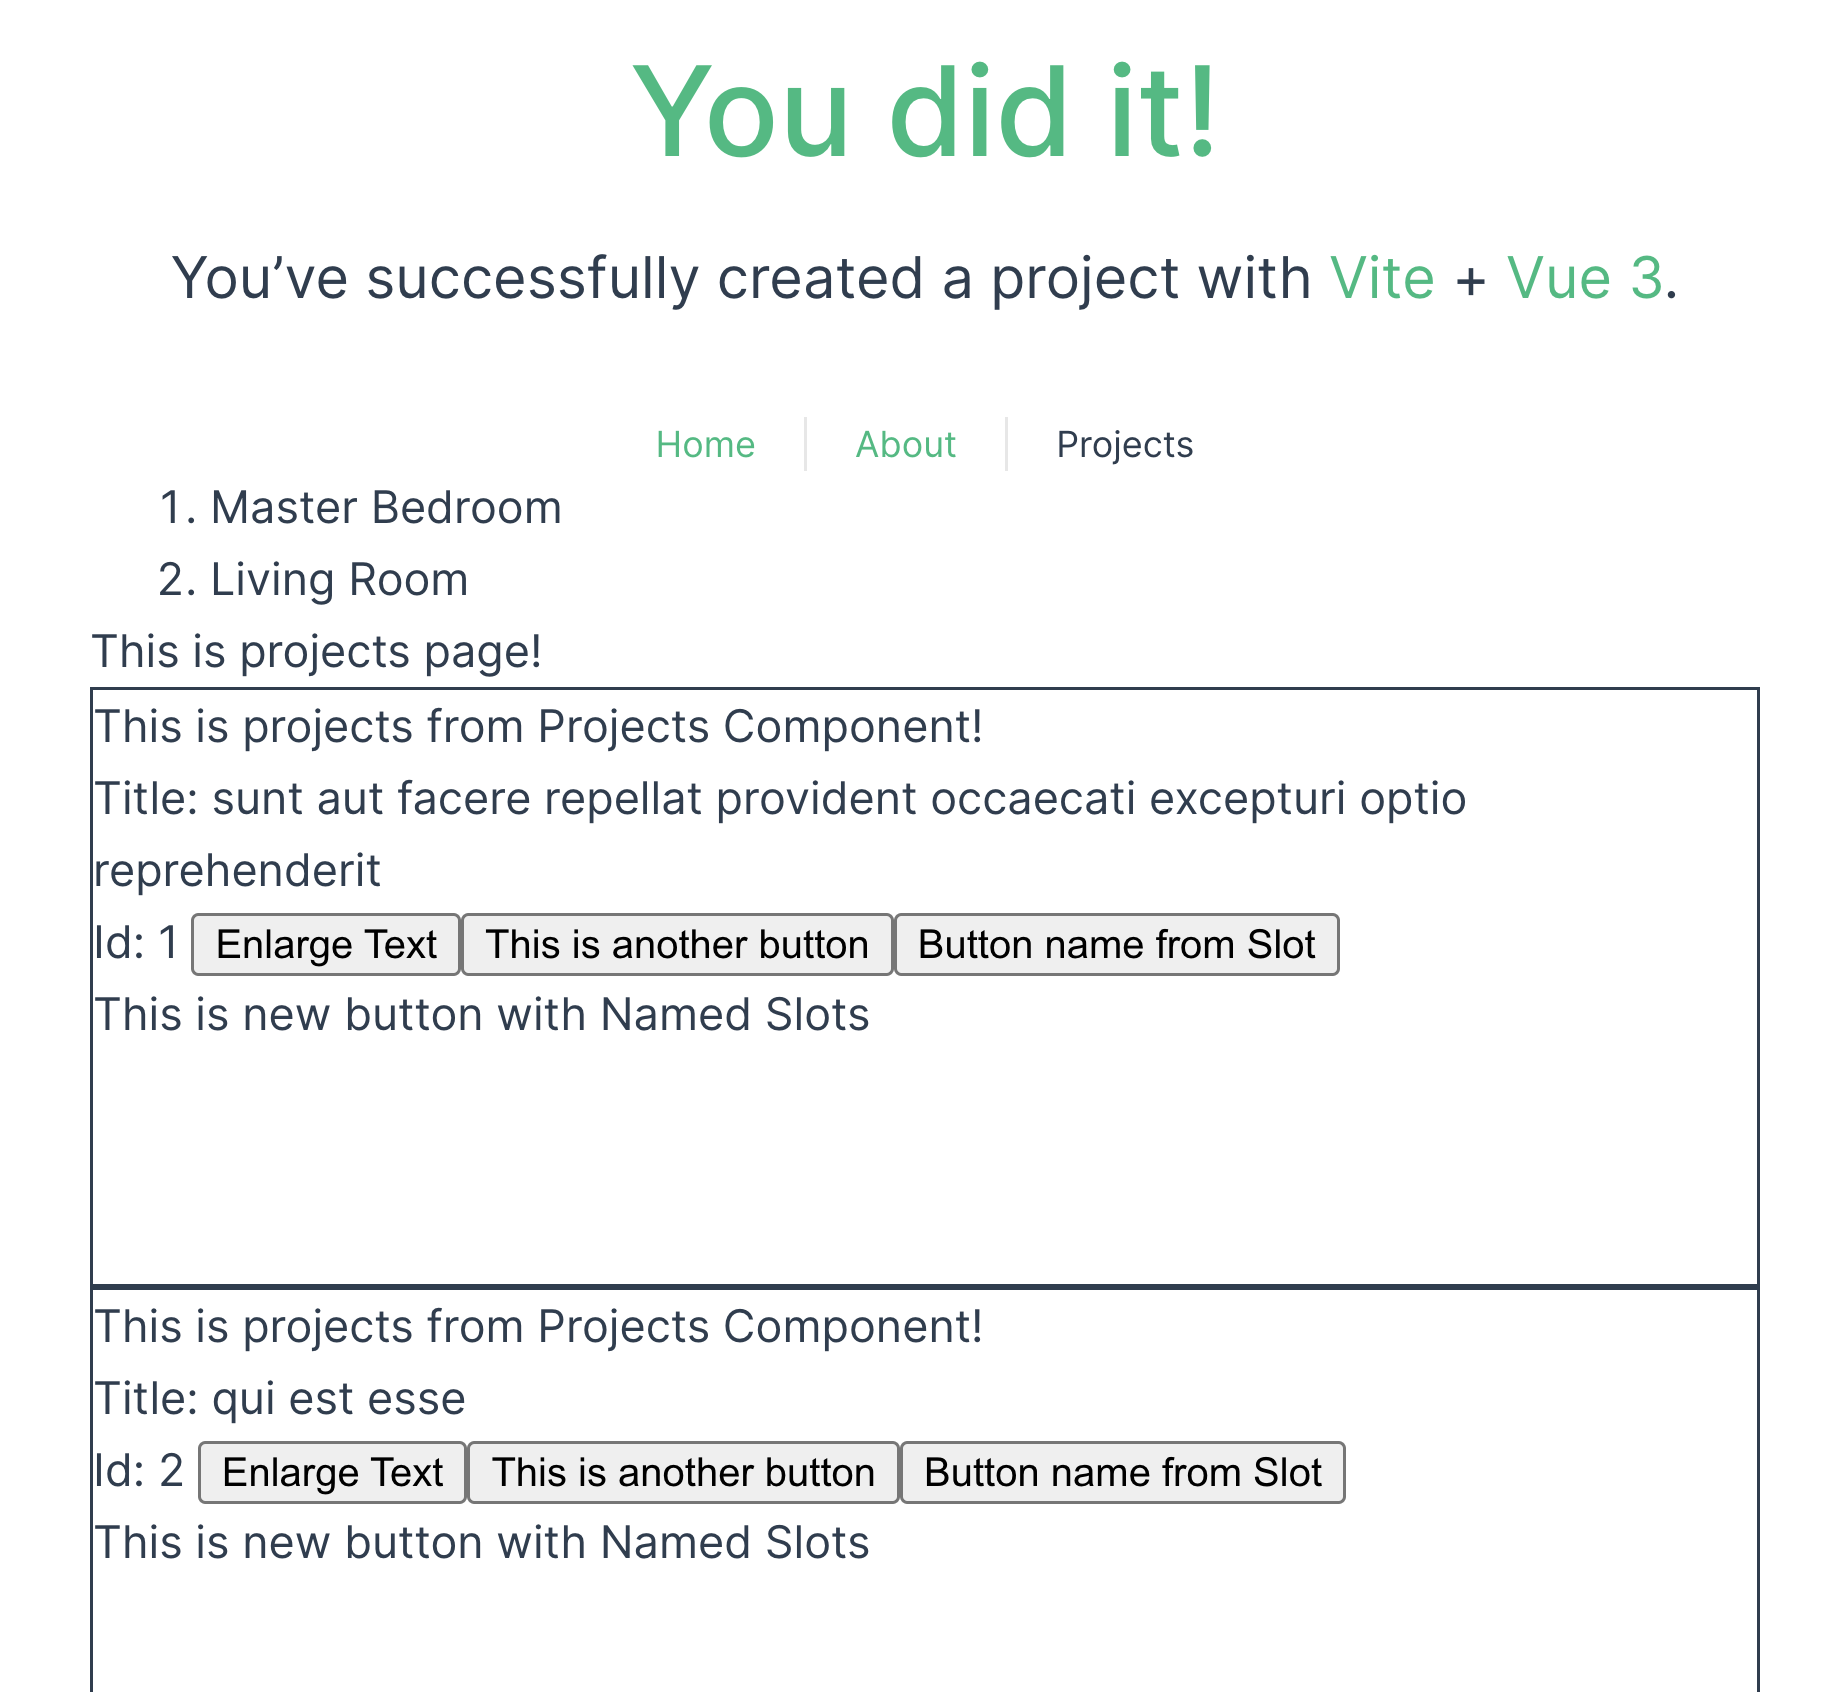 You did it!
You’ve successfully created a project with Vite + Vue 3.
Home About Projects
1. Master Bedroom
2. Living Room
This is projects page!
This is projects from Projects Component!
Title: sunt aut facere repellat provident occaecati excepturi optio
reprehenderit
Id: 1 Enlarge Text This is another button Button name from Slot
This is new button with Named Slots
This is projects from Projects Component!
Title: qui est esse
Id: 2 Enlarge Text This is another button Button name from Slot
This is new button with Named Slots